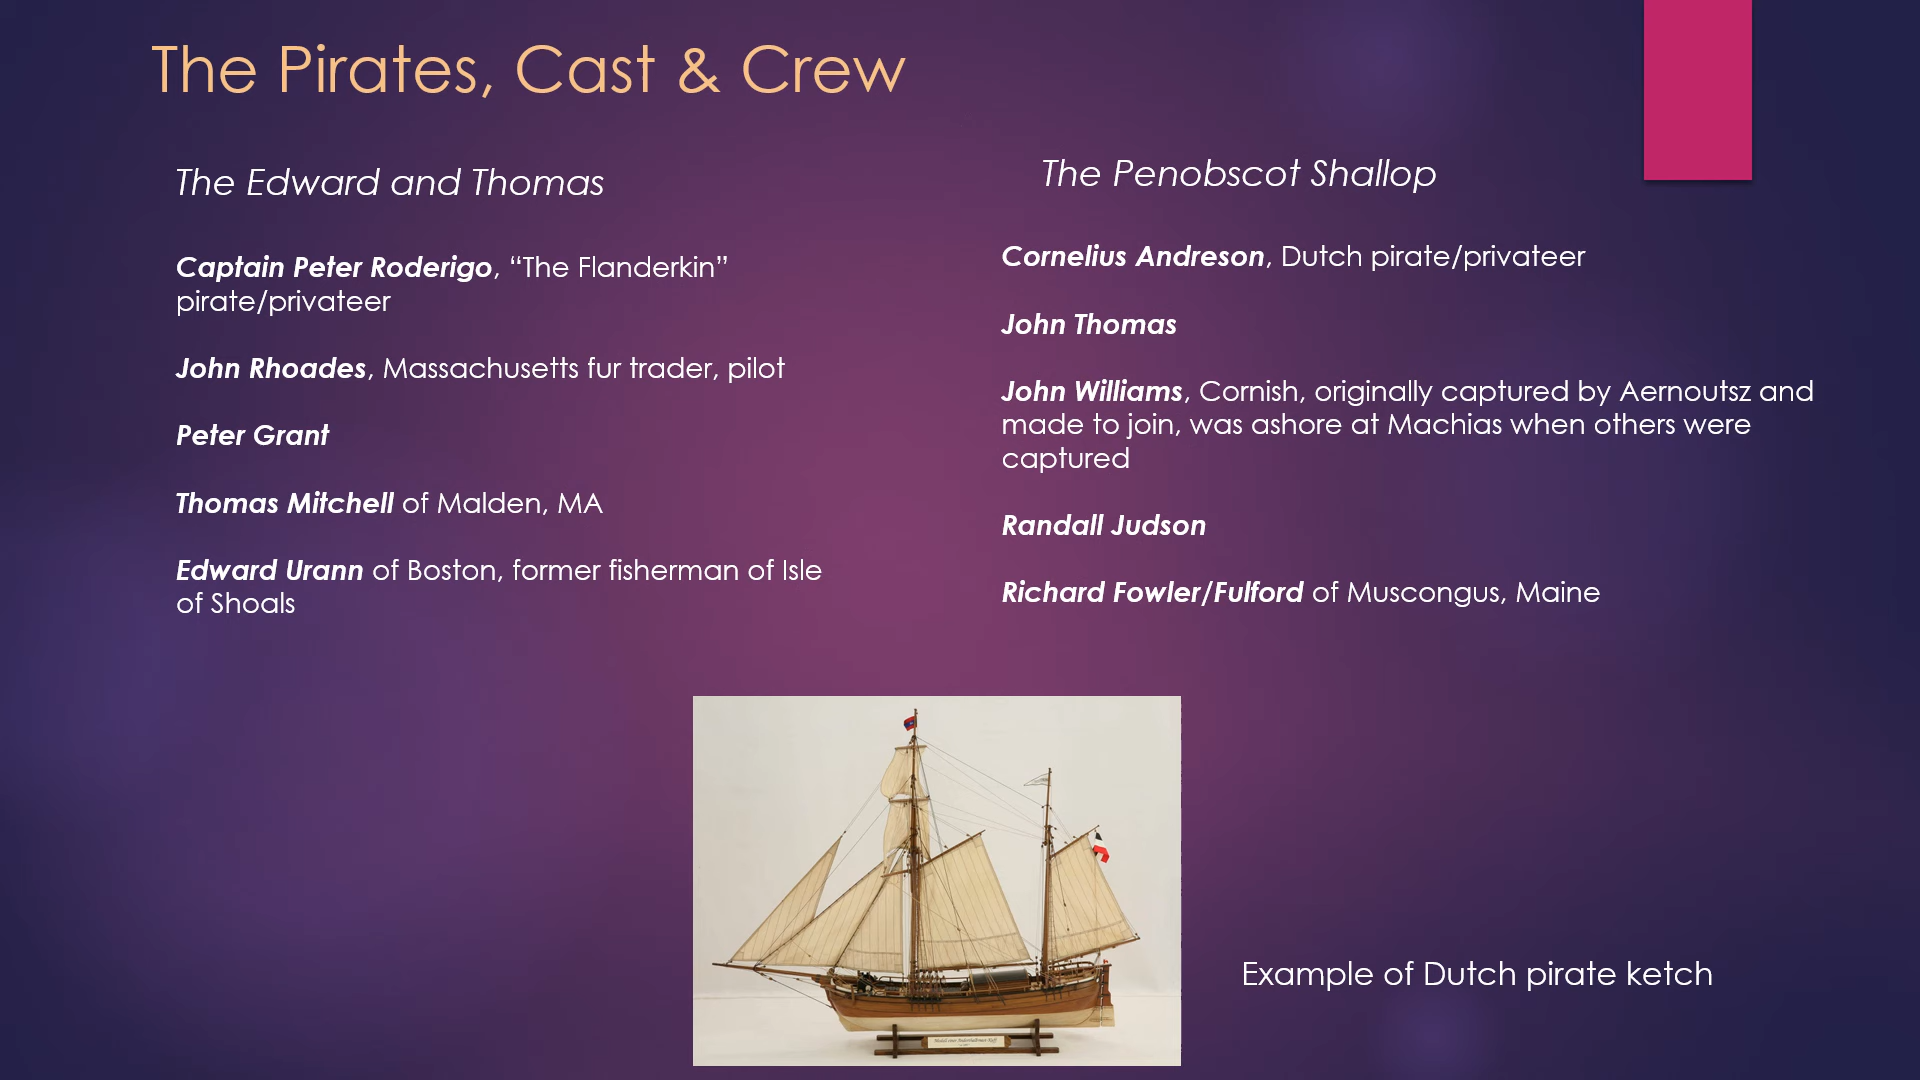 The Pirates, Cast & Crew
The Edward and Thomas
Captain Peter Roderigo, “The Flanderkin”
pirate/privateer
John Rhoades, Massachusetts fur trader, pilot
Peter Grant
Thomas Mitchell of Malden, MA
Edward Urann of Boston, former fisherman of Isle
of Shoals
The Penobscot Shallop
Cornelius Andreson, Dutch pirate/privateer
John Thomas
John Williams, Cornish, originally captured by Aernoutsz and
made to join, was ashore at Machias when others were
captured
Randall Judson
Richard Fowler/Fulford of Muscongus, Maine
Example of Dutch pirate ketch